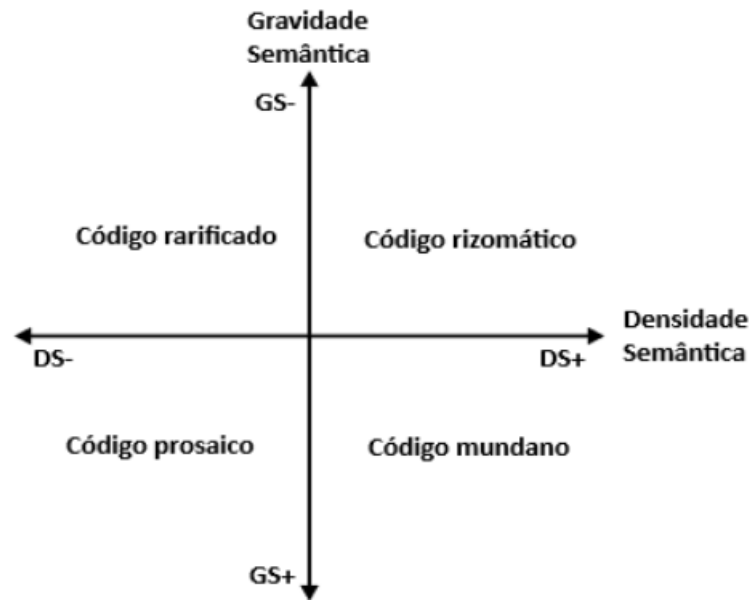 Gravidade
Semântica
GS-
Código rarificado
Código rizomático
Densidade
Semântica
DS-
DS+
Código prosaico
Código mundano
GS+